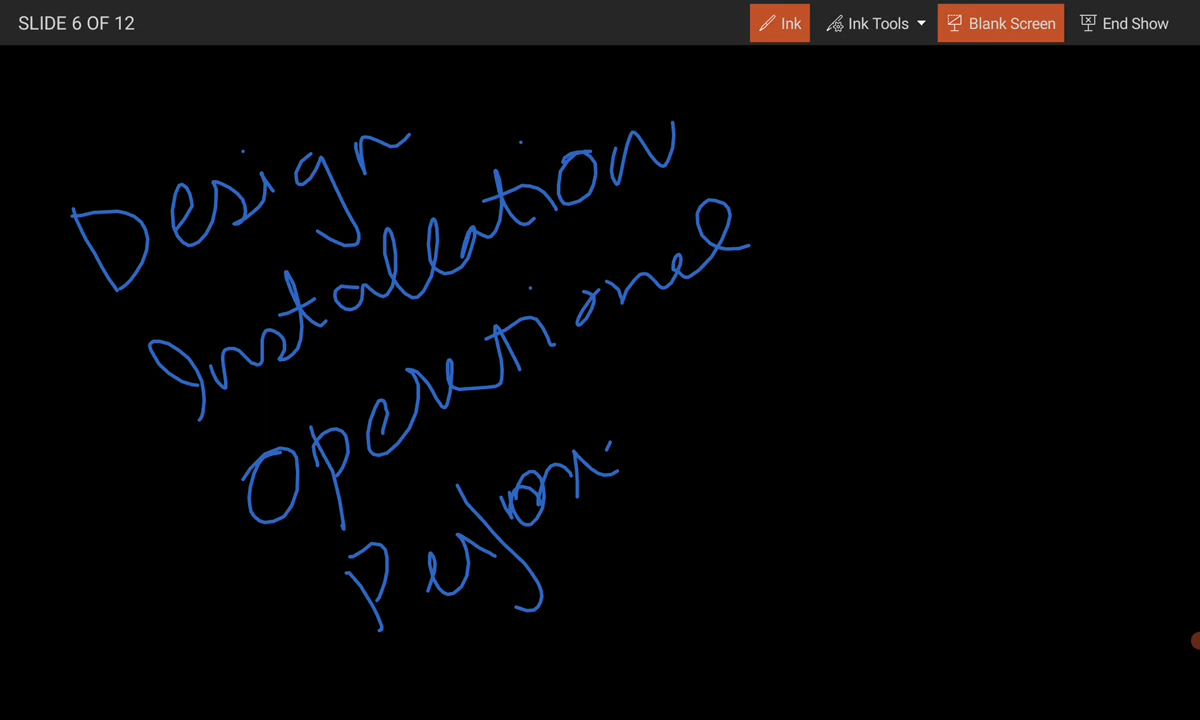 SLIDE 6 OF 12
Ink
Ink Tools
Blank Screen
End Show
Design
Installation
Operational